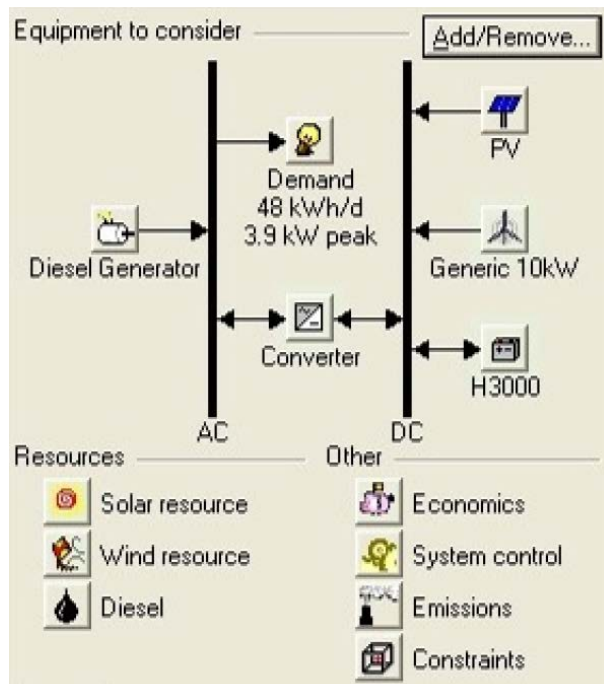 Equipment to consider
Add/Remove...
PV
Demand
48 kWh/d
3.9 kW peak
Diesel Generator
Generic 10kW
Converter
H3000
AC
DC
Resources
Other
Solar resource
Economics
Wind resource
System control
Diesel
Emissions
Constraints